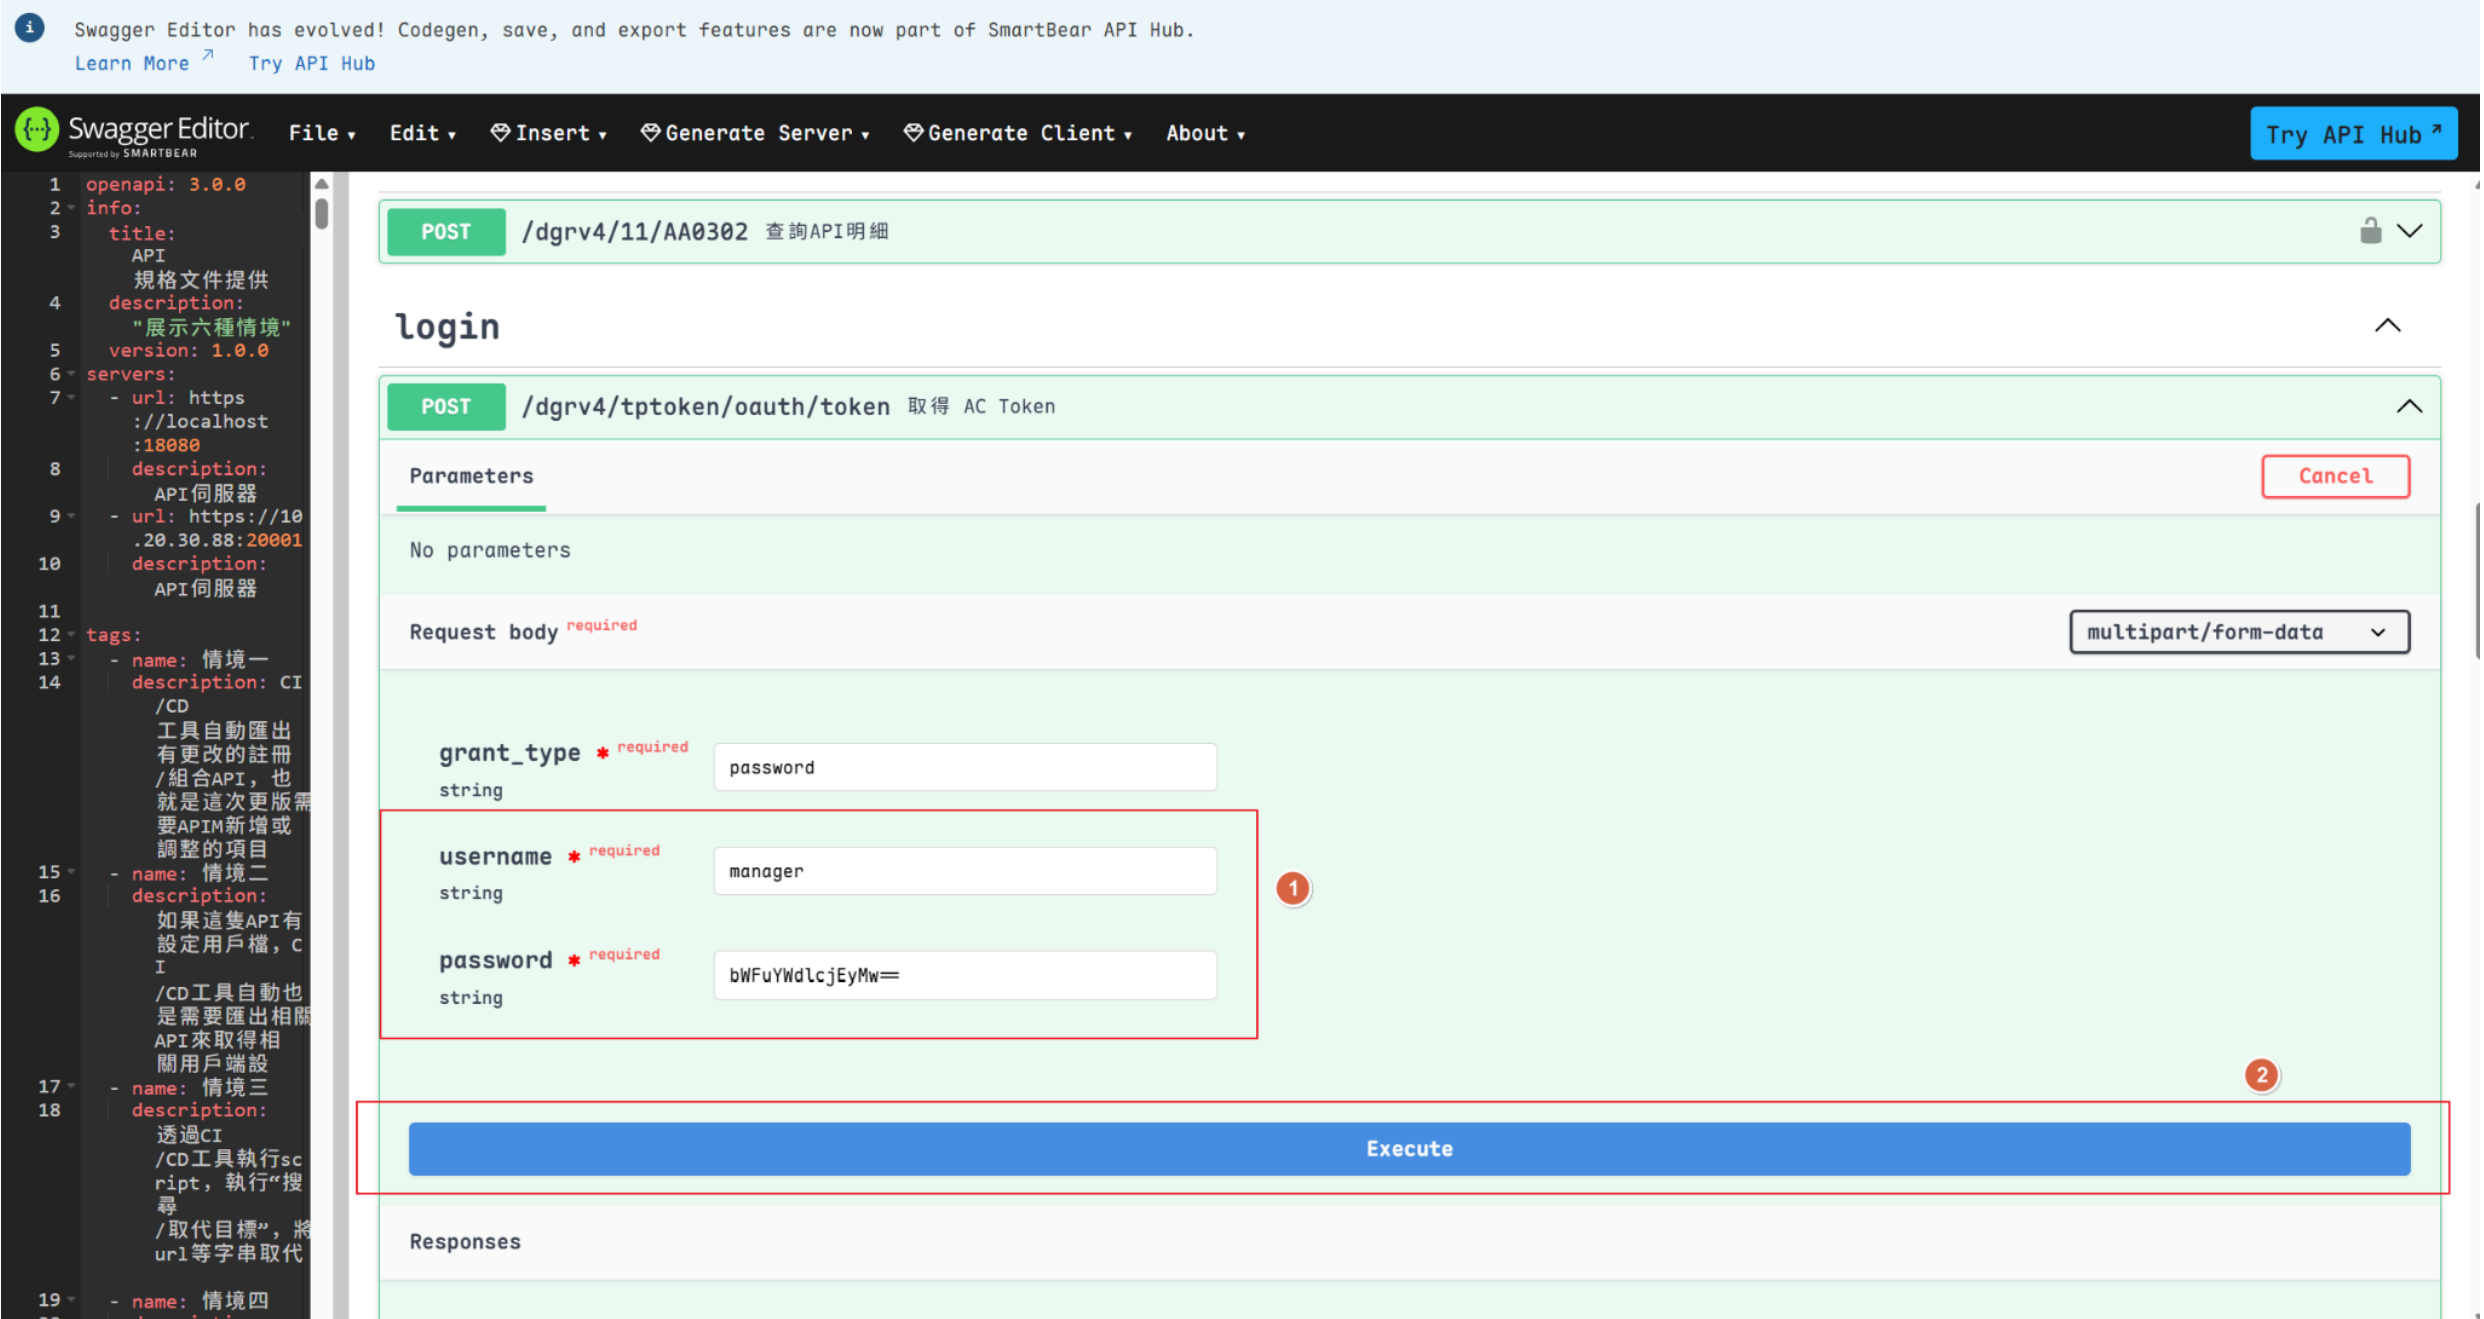 Swagger Editor has evolved! Codegen, save, and export features are now part of SmartBear API Hub.
Learn More ↗ Try API Hub
{···} Swagger Editor.
Supported by SMARTBEAR
File ▾ Edit ▾ Insert ▾ Generate Server ▾ Generate Client ▾ About ▾
Try API Hub ↗
1 openapi: 3.0.0
2 info:
3 title:
API
規格文件提供
4 description:
"展示六種情境"
5 version: 1.0.0
6 servers:
7 - url: https
://localhost
:18080
8 description:
API伺服器
9 - url: https://10
.20.30.88:20001
10 description:
API伺服器
11
12 tags:
13 - name: 情境一
14 description: CI
/CD
工具自動匯出
有更改的註冊
/組合API，也
就是這次更版需
要APIM新增或
調整的項目
15 - name: 情境二
16 description:
如果這隻API有
設定用戶檔，C
I
/CD工具自動也
是需要匯出相關
API來取得相
關用戶端設
17 - name: 情境三
18 description:
透過CI
/CD工具執行sc
ript，執行“搜
尋
/取代目標”，將
url等字串取代
19 - name: 情境四
POST /dgrv4/11/AA0302 查詢API明細
login
POST /dgrv4/tptoken/oauth/token 取得 AC Token
Parameters
Cancel
No parameters
Request body required
multipart/form-data
grant_type * required
string
password
username * required
string
manager
1
password * required
string
bWFuYWdlcjEyMw==
2
Execute
Responses